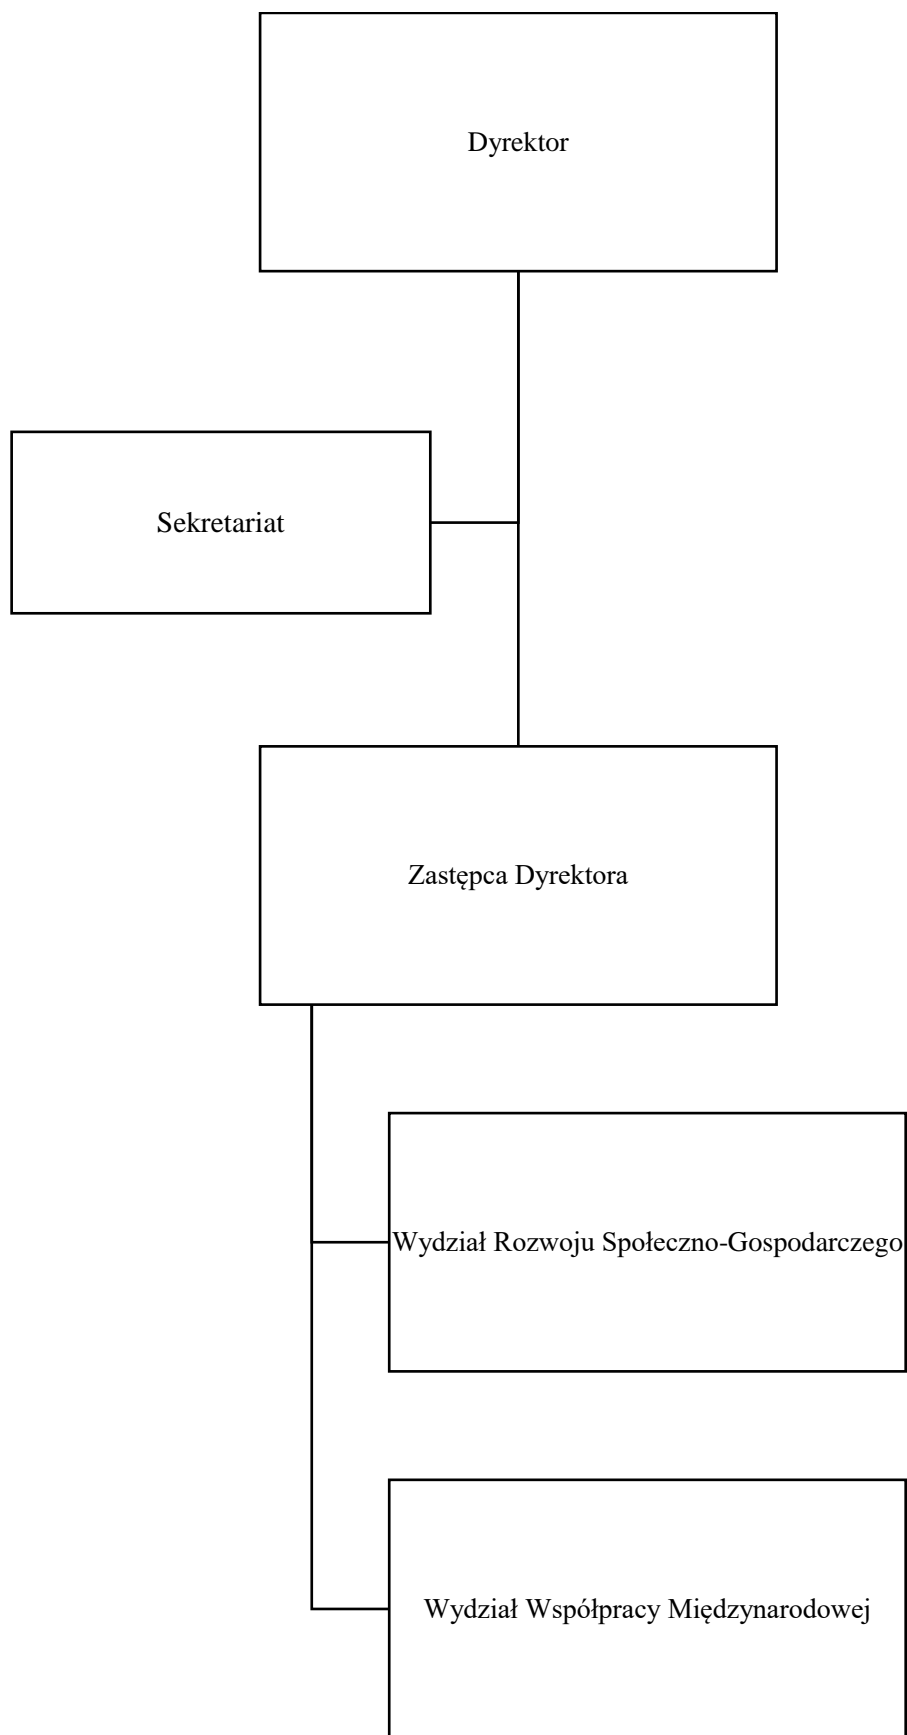 Dyrektor
Sekretariat
Zastępca Dyrektora
Wydział Rozwoju Społeczno-Gospodarczego
Wydział Współpracy Międzynarodowej